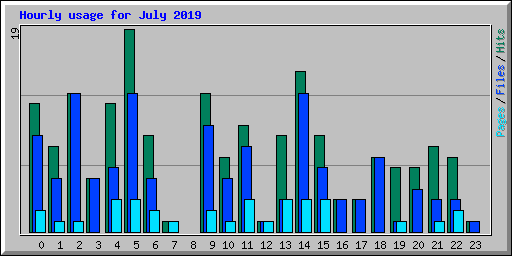 Hourly usage for July 2019
19
Pages/Files/Hits
0 1 2 3 4 5 6 7 8 9 10 11 12 13 14 15 16 17 18 19 20 21 22 23